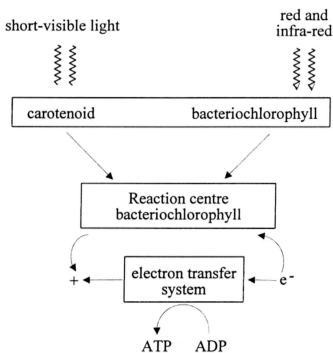 short-visible light
red and
infra-red
carotenoid bacteriochlorophyll
Reaction centre
bacteriochlorophyll
+ electron transfer e⁻
system
ATP ADP